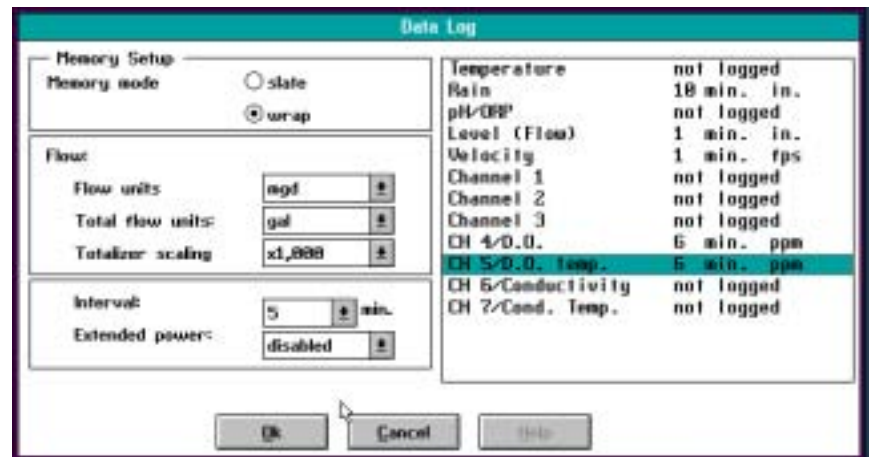 Data Log
Memory Setup
Memory mode
slate
wrap
Flow:
Flow units
mgd
Total flow units:
gal
Totalizer scaling
x1,000
Interval:
5
min.
Extended power:
disabled
Temperature not logged
Rain 10 min. in.
pH/ORP not logged
Level (Flow) 1 min. in.
Velocity 1 min. fps
Channel 1 not logged
Channel 2 not logged
Channel 3 not logged
CH 4/D.O. 6 min. ppm
CH 5/D.O. temp. 6 min. ppm
CH 6/Conductivity not logged
CH 7/Cond. Temp. not logged
Ok
Cancel
Help